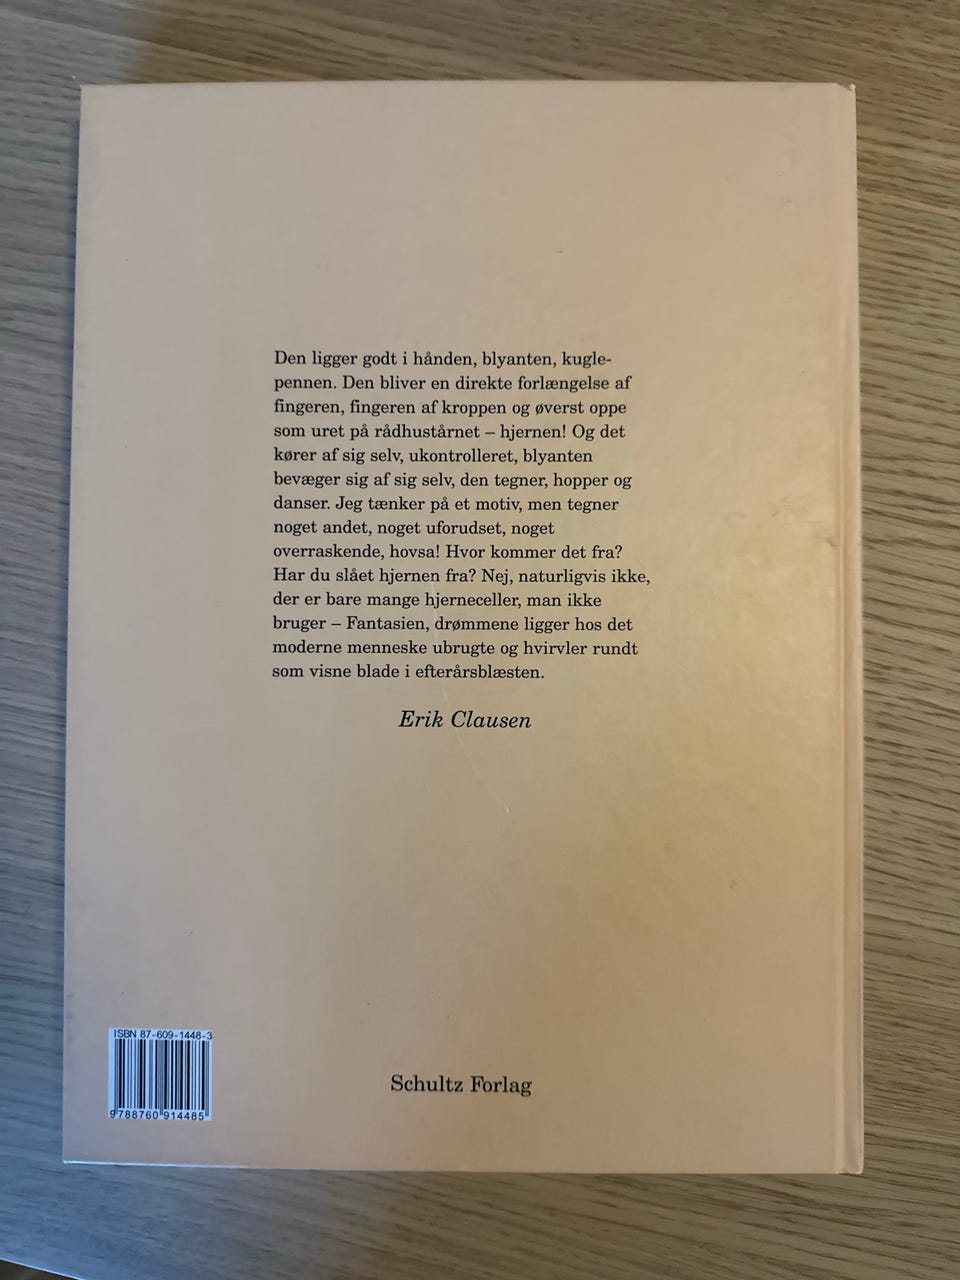 Den ligger godt i hånden, blyanten, kugle-
pennen. Den bliver en direkte forlængelse af
fingeren, fingeren af kroppen og øverst oppe
som uret på rådhustårnet – hjernen! Og det
kører af sig selv, ukontrolleret, blyanten
bevæger sig af sig selv, den tegner, hopper og
danser. Jeg tænker på et motiv, men tegner
noget andet, noget uforudset, noget
overraskende, hovsa! Hvor kommer det fra?
Har du slået hjernen fra? Nej, naturligvis ikke,
der er bare mange hjerneceller, man ikke
bruger – Fantasien, drømmene ligger hos det
moderne menneske ubrugte og hvirvler rundt
som visne blade i efterårsblæsten.
Erik Clausen
ISBN 87-609-1448-3
9788760914485
Schultz Forlag